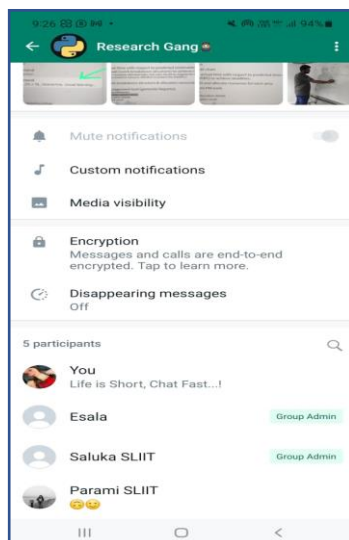 9:26
94%
Research Gang
Mute notifications
Custom notifications
Media visibility
Encryption
Messages and calls are end-to-end
encrypted. Tap to learn more.
Disappearing messages
Off
5 participants
You
Life is Short, Chat Fast...!
Esala
Group Admin
Saluka SLIIT
Group Admin
Parami SLIIT
🙃😉